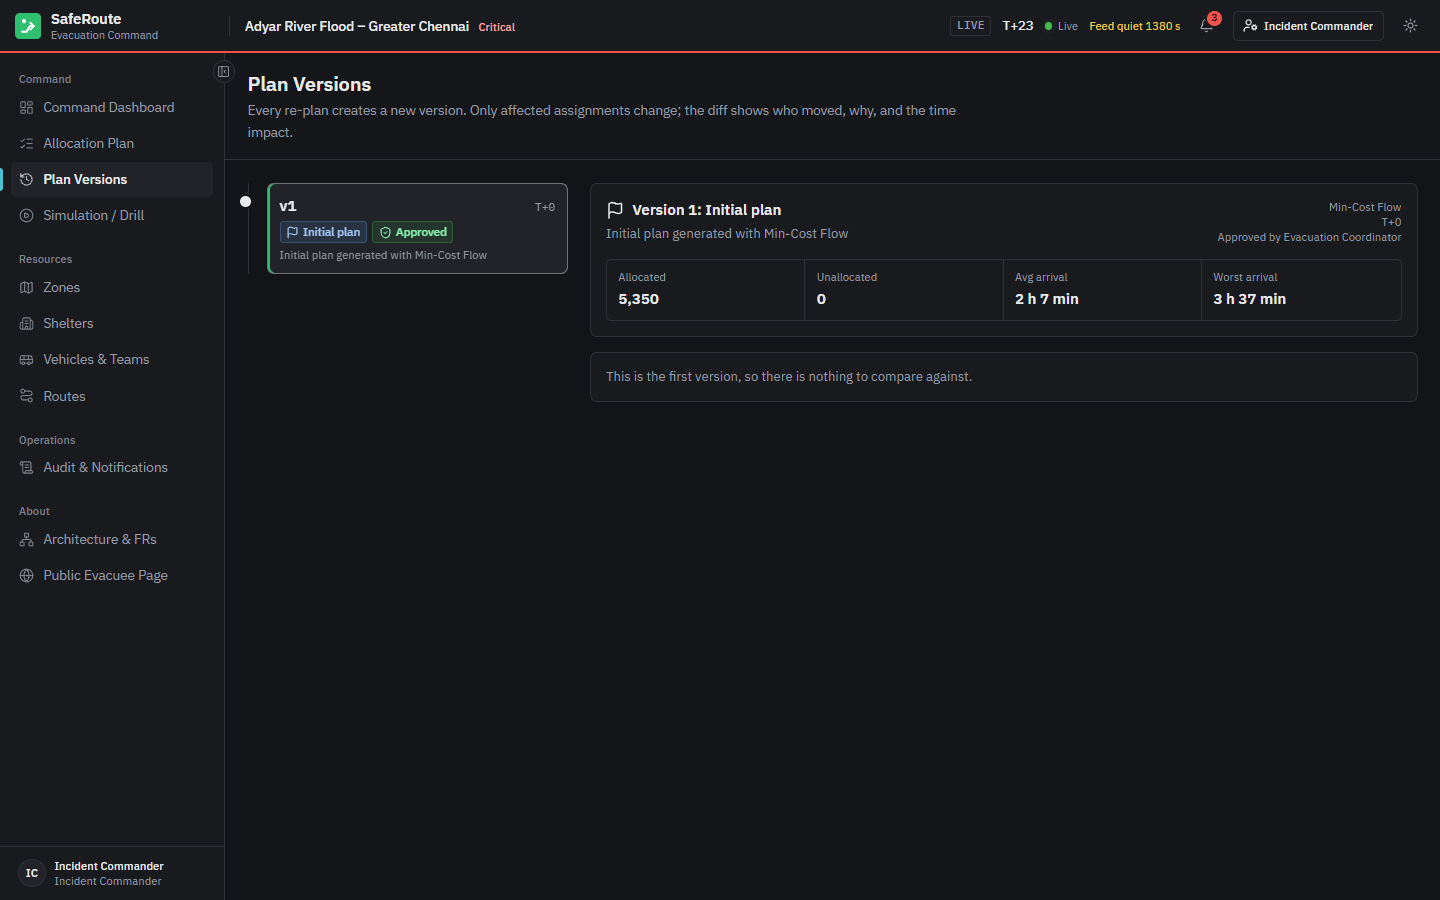 SafeRoute
Evacuation Command
Adyar River Flood – Greater Chennai Critical
LIVE T+23 Live Feed quiet 1380 s 3 Incident Commander
Command
Command Dashboard
Allocation Plan
Plan Versions
Simulation / Drill
Resources
Zones
Shelters
Vehicles & Teams
Routes
Operations
Audit & Notifications
About
Architecture & FRs
Public Evacuee Page
IC
Incident Commander
Incident Commander
Plan Versions
Every re-plan creates a new version. Only affected assignments change; the diff shows who moved, why, and the time
impact.
v1 T+0
Initial plan Approved
Initial plan generated with Min-Cost Flow
Version 1: Initial plan
Initial plan generated with Min-Cost Flow
Min-Cost Flow
T+0
Approved by Evacuation Coordinator
Allocated
5,350
Unallocated
0
Avg arrival
2 h 7 min
Worst arrival
3 h 37 min
This is the first version, so there is nothing to compare against.